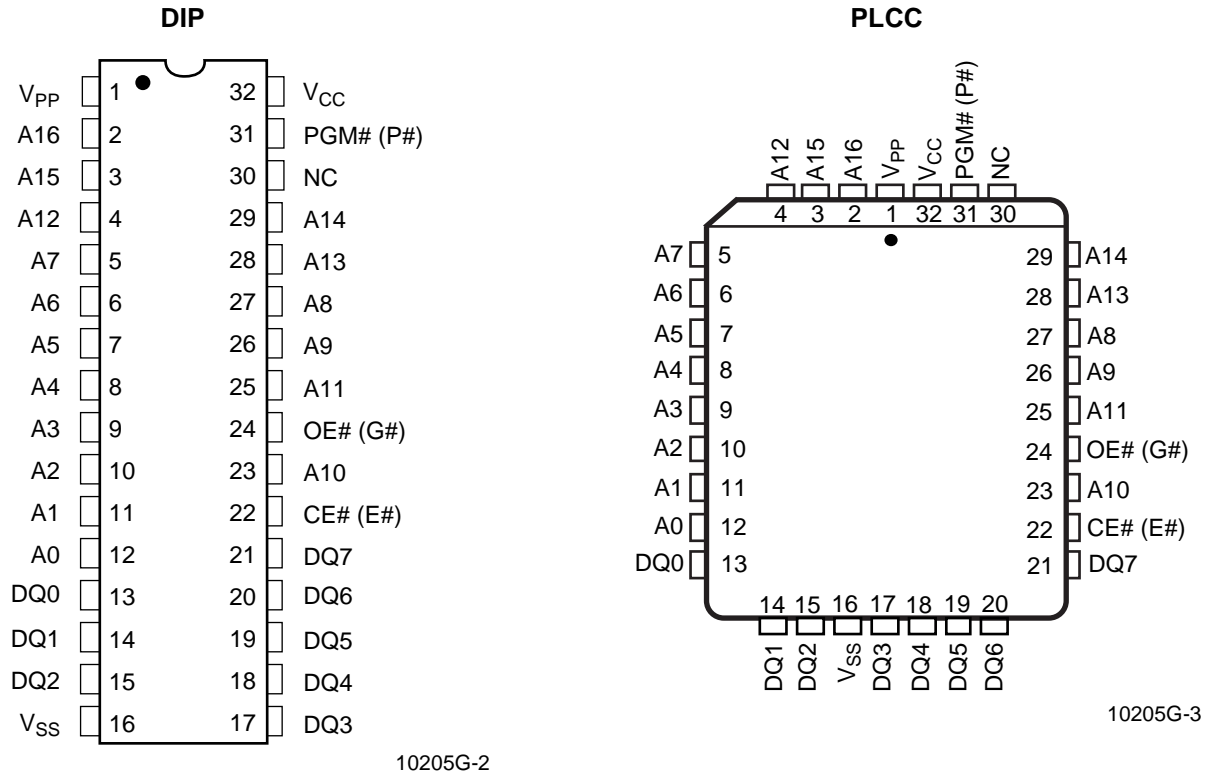 DIP
VPP 1 32 VCC
A16 2 31 PGM# (P#)
A15 3 30 NC
A12 4 29 A14
A7 5 28 A13
A6 6 27 A8
A5 7 26 A9
A4 8 25 A11
A3 9 24 OE# (G#)
A2 10 23 A10
A1 11 22 CE# (E#)
A0 12 21 DQ7
DQ0 13 20 DQ6
DQ1 14 19 DQ5
DQ2 15 18 DQ4
VSS 16 17 DQ3
10205G-2
PLCC
A12 A15 A16 VPP VCC PGM# (P#) NC
4 3 2 1 32 31 30
A7 5 29 A14
A6 6 28 A13
A5 7 27 A8
A4 8 26 A9
A3 9 25 A11
A2 10 24 OE# (G#)
A1 11 23 A10
A0 12 22 CE# (E#)
DQ0 13 21 DQ7
14 15 16 17 18 19 20
DQ1 DQ2 VSS DQ3 DQ4 DQ5 DQ6
10205G-3